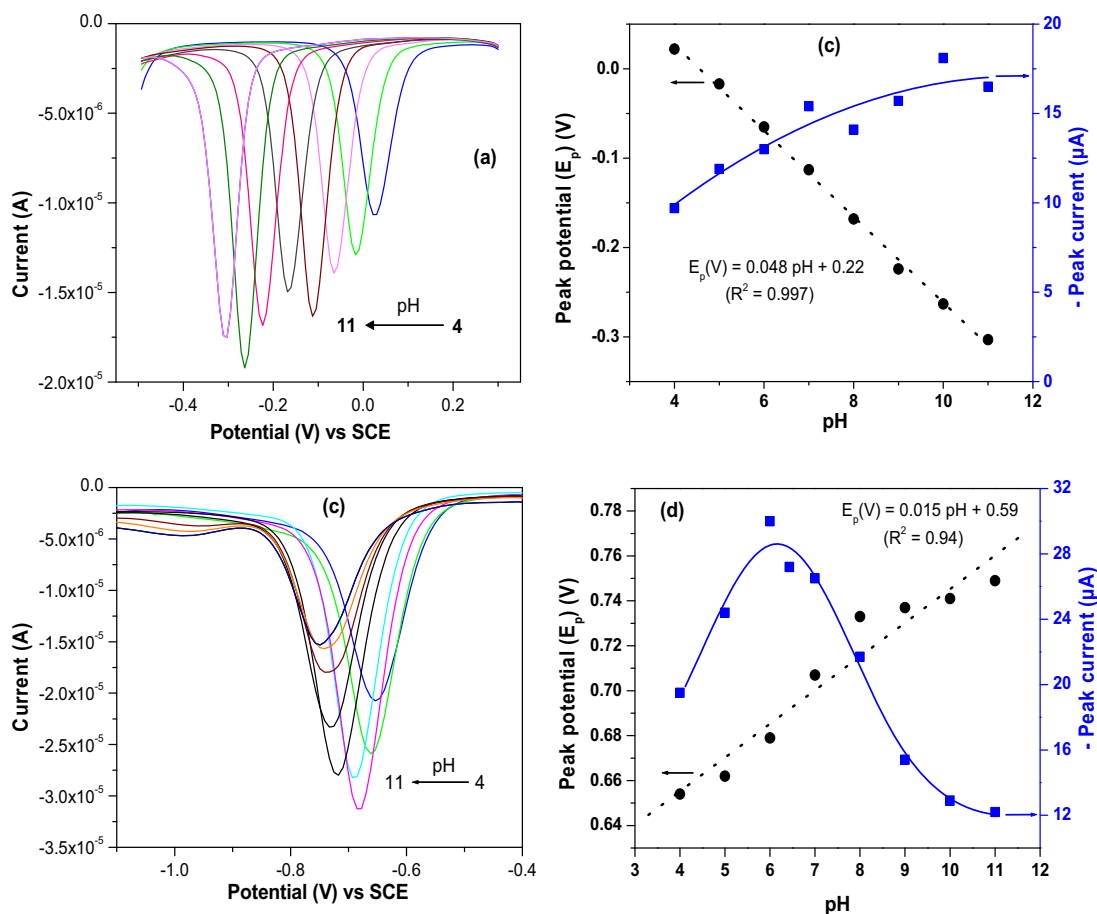 0.0
-5.0x10-6
-1.0x10-5
-1.5x10-5
-2.0x10-5
Current (A)
(a)
pH
11 4
-0.4 -0.2 0.0 0.2
Potential (V) vs SCE
0.0
-0.1
-0.2
-0.3
Peak potential (Ep) (V)
(c)
Ep(V) = 0.048 pH + 0.22
(R2 = 0.997)
4 6 8 10 12
pH
20
15
10
5
0
- Peak current (µA)
0.0
-5.0x10-6
-1.0x10-5
-1.5x10-5
-2.0x10-5
-2.5x10-5
-3.0x10-5
-3.5x10-5
Current (A)
(c)
pH
11 4
-1.0 -0.8 -0.6 -0.4
Potential (V) vs SCE
0.78
0.76
0.74
0.72
0.70
0.68
0.66
0.64
Peak potential (Ep) (V)
(d)
Ep(V) = 0.015 pH + 0.59
(R2 = 0.94)
3 4 5 6 7 8 9 10 11 12
pH
32
28
24
20
16
12
- Peak current (µA)